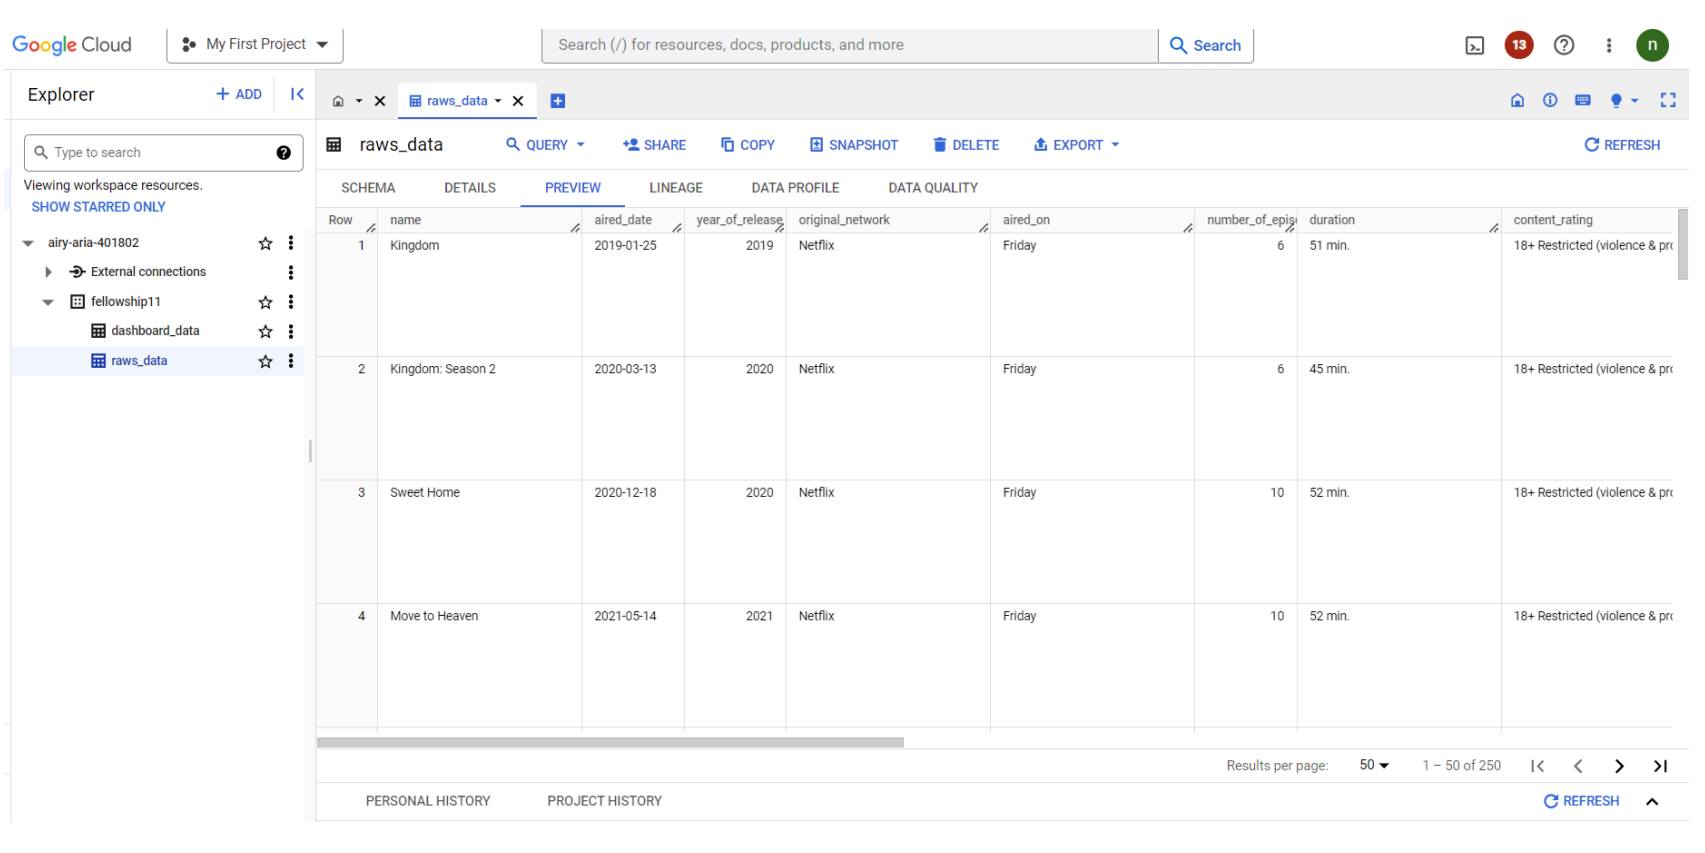 Google Cloud
My First Project
Search (/) for resources, docs, products, and more
Search
13
n
Explorer
+ ADD
raws_data
Type to search
Viewing workspace resources.
SHOW STARRED ONLY
airy-aria-401802
External connections
fellowship11
dashboard_data
raws_data
raws_data
QUERY
SHARE
COPY
SNAPSHOT
DELETE
EXPORT
REFRESH
SCHEMA DETAILS PREVIEW LINEAGE DATA PROFILE DATA QUALITY
Row name aired_date year_of_release original_network aired_on number_of_epis duration content_rating
1 Kingdom 2019-01-25 2019 Netflix Friday 6 51 min. 18+ Restricted (violence & pro
2 Kingdom: Season 2 2020-03-13 2020 Netflix Friday 6 45 min. 18+ Restricted (violence & pro
3 Sweet Home 2020-12-18 2020 Netflix Friday 10 52 min. 18+ Restricted (violence & pro
4 Move to Heaven 2021-05-14 2021 Netflix Friday 10 52 min. 18+ Restricted (violence & pro
Results per page: 50 1 – 50 of 250
PERSONAL HISTORY PROJECT HISTORY REFRESH